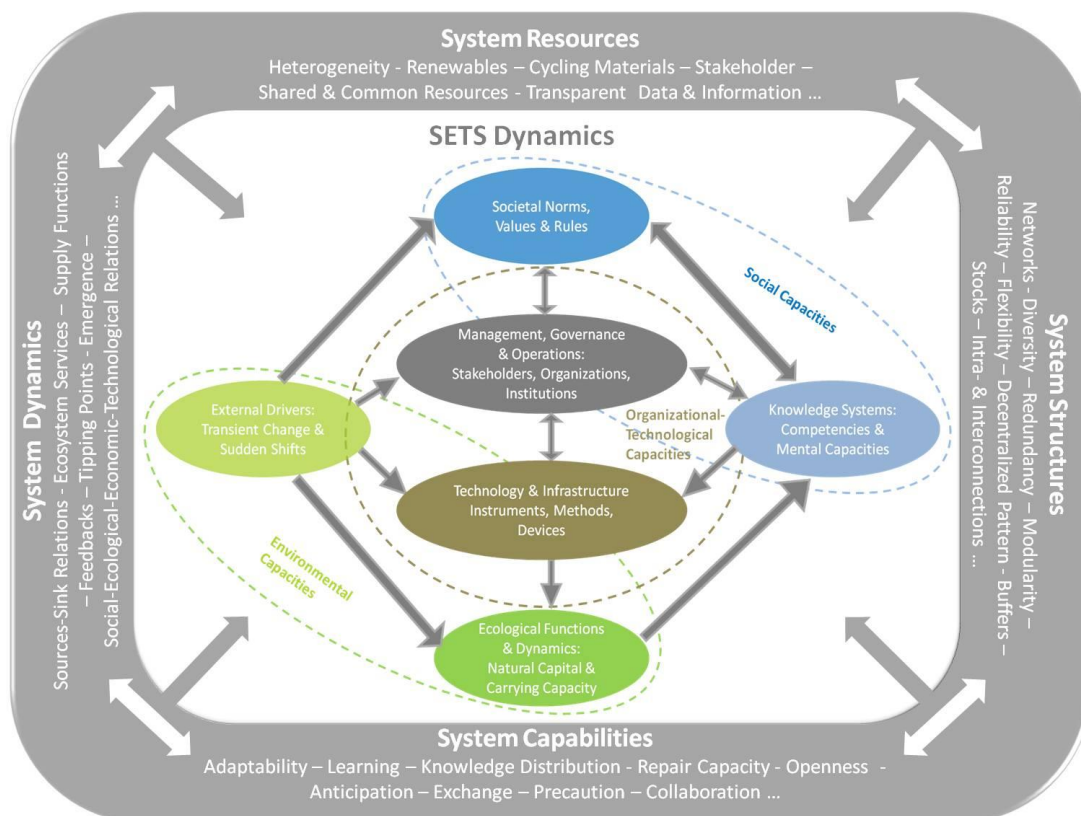 System Resources
Heterogeneity - Renewables – Cycling Materials – Stakeholder –
Shared & Common Resources - Transparent Data & Information ...
SETS Dynamics
Societal Norms,
Values & Rules
Social Capacities
Management, Governance
& Operations:
Stakeholders, Organizations,
Institutions
External Drivers:
Transient Change &
Sudden Shifts
Organizational-
Technological
Capacities
Knowledge Systems:
Competencies &
Mental Capacities
Technology & Infrastructure
Instruments, Methods,
Devices
Environmental
Capacities
Ecological Functions
& Dynamics:
Natural Capital &
Carrying Capacity
System Dynamics
Sources-Sink Relations - Ecosystem Services – Supply Functions
– Feedbacks – Tipping Points - Emergence –
Social-Ecological-Economic-Technological Relations ...
System Structures
Networks - Diversity - Redundancy – Modularity –
Reliability – Flexibility – Decentralized Pattern - Buffers –
Stocks – Intra- & Interconnections ...
System Capabilities
Adaptability – Learning – Knowledge Distribution - Repair Capacity - Openness -
Anticipation – Exchange – Precaution – Collaboration ...